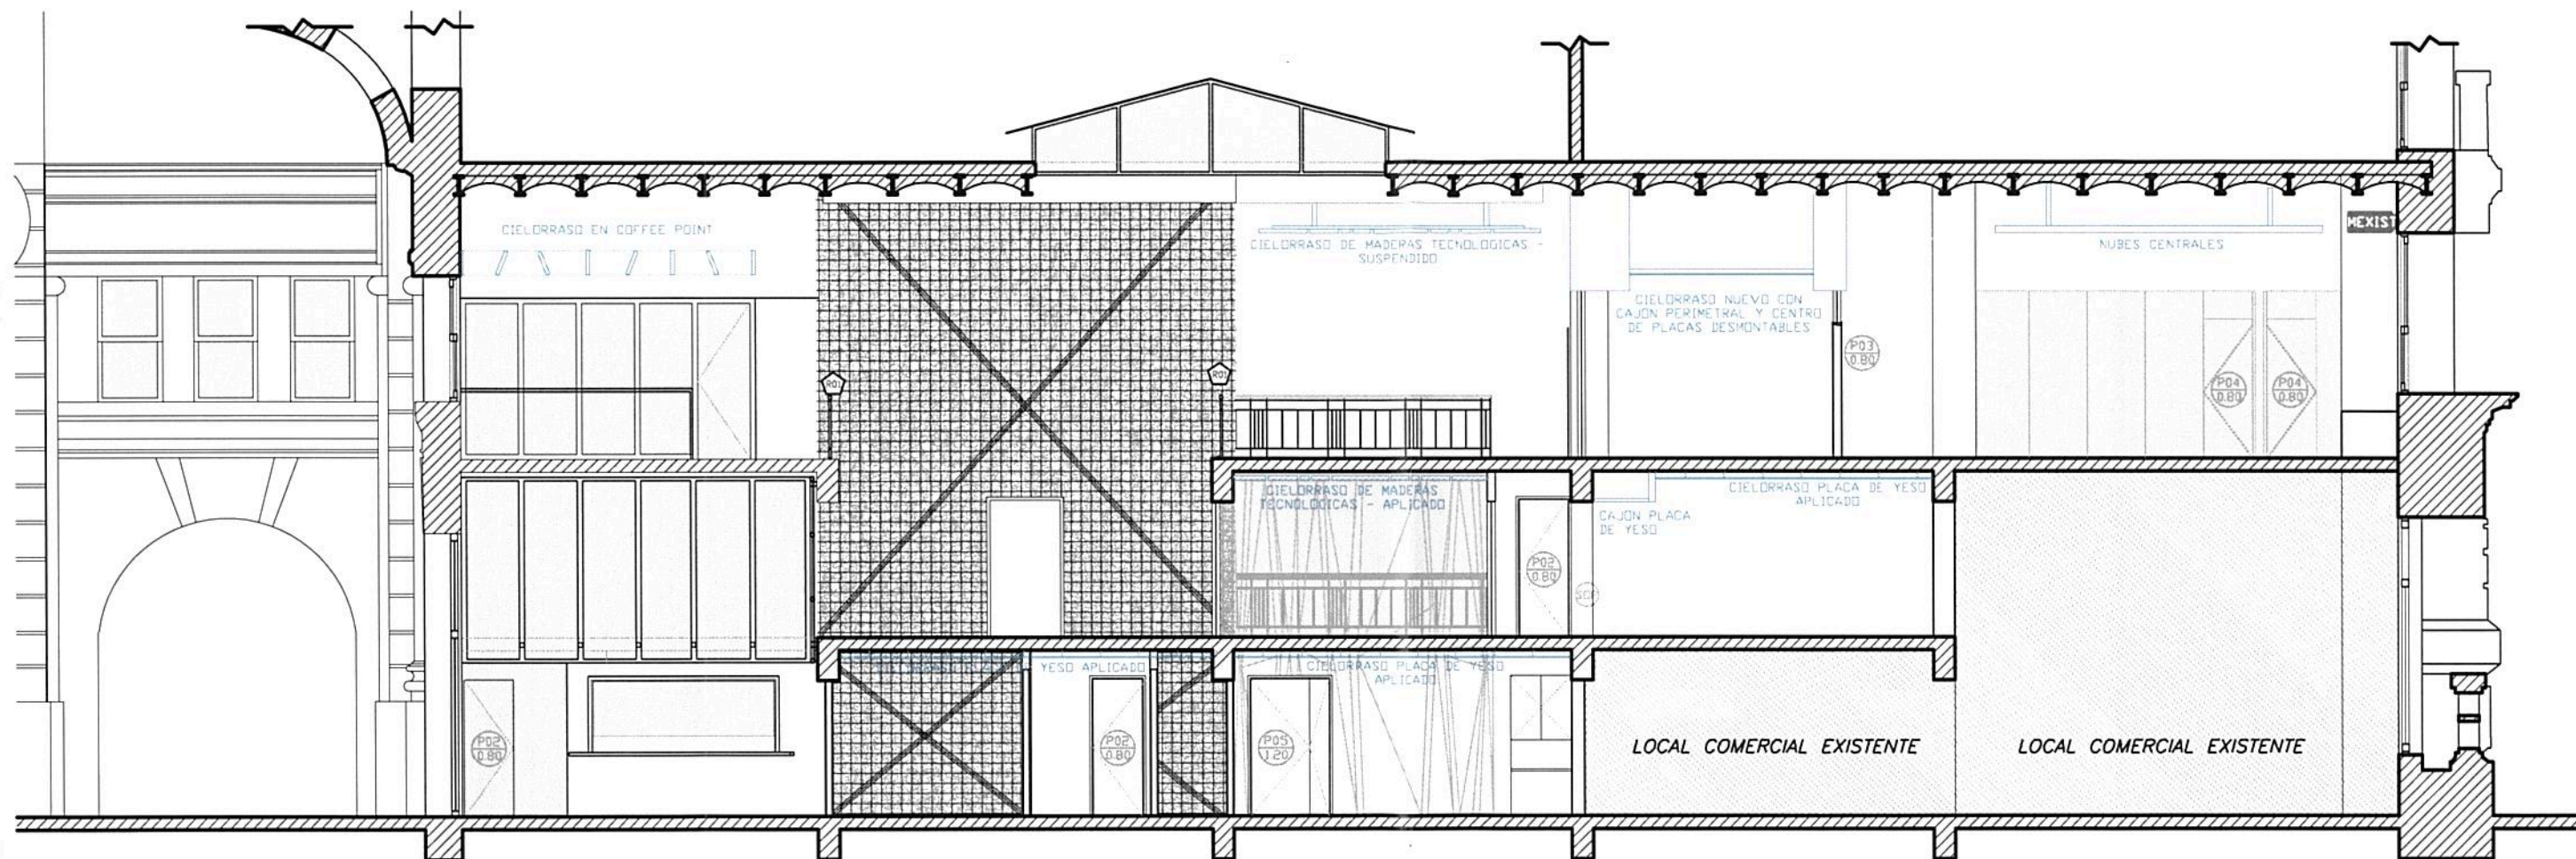 MEXIST
CIELORRASO EN COFFEE POINT
CIELORRASO DE MADERAS TECNOLOGICAS -
SUSPENDIDO
NUBES CENTRALES
CIELORRASO NUEVO CON
CAJON PERIMETRAL Y CENTRO
DE PLACAS DESMONTABLES
P03
0.80
R01
R01
P04
0.80
P04
0.80
CIELORRASO DE MADERAS
TECNOLOGICAS - APLICADO
CIELORRASO PLACA DE YESO
APLICADO
CAJON PLACA
DE YESO
P02
0.80
YESO APLICADO
CIELORRASO PLACA DE YESO
APLICADO
P02
0.80
P02
0.80
P05
1.20
LOCAL COMERCIAL EXISTENTE
LOCAL COMERCIAL EXISTENTE